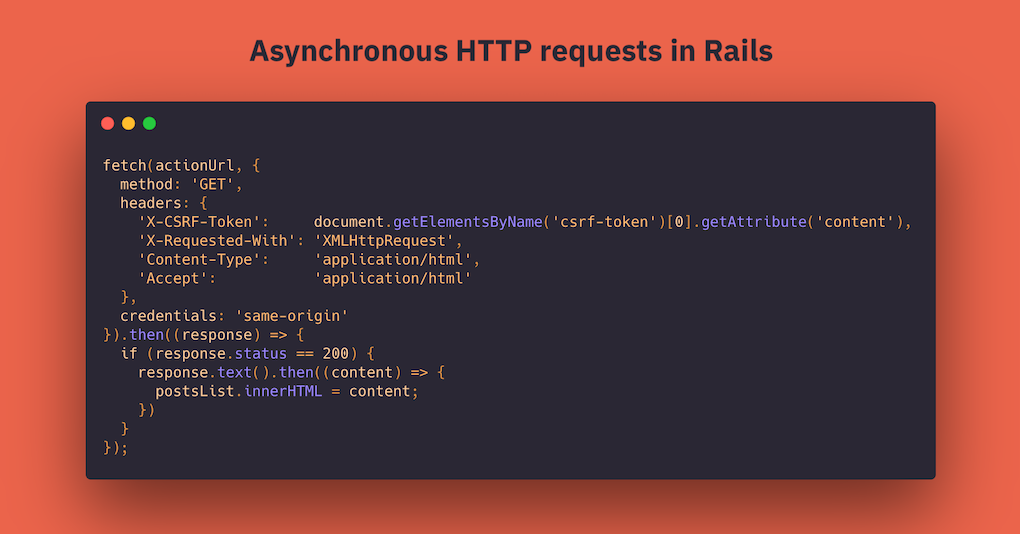 Asynchronous HTTP requests in Rails
fetch(actionUrl, {
  method: 'GET',
  headers: {
    'X-CSRF-Token':     document.getElementsByName('csrf-token')[0].getAttribute('content'),
    'X-Requested-With': 'XMLHttpRequest',
    'Content-Type':     'application/html',
    'Accept':           'application/html'
  },
  credentials: 'same-origin'
}).then((response) => {
  if (response.status == 200) {
    response.text().then((content) => {
      postsList.innerHTML = content;
    })
  }
});